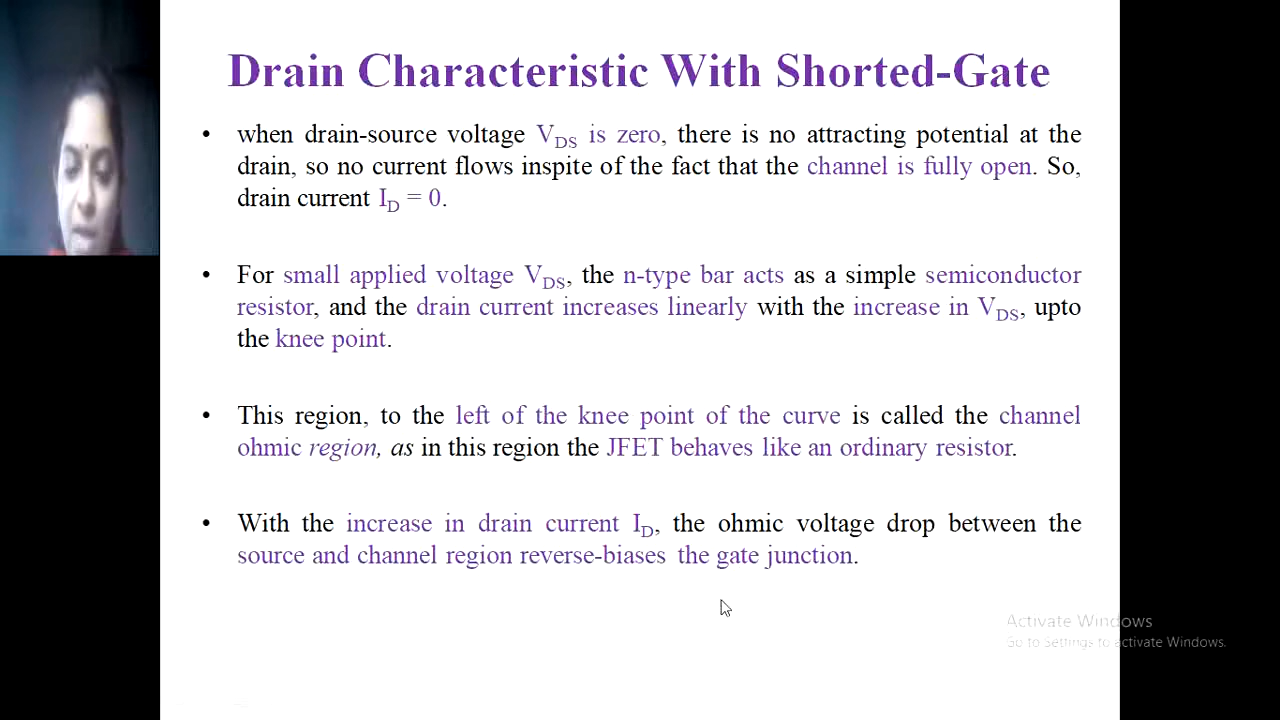 Drain Characteristic With Shorted-Gate
• when drain-source voltage VDS is zero, there is no attracting potential at the
drain, so no current flows inspite of the fact that the channel is fully open. So,
drain current ID = 0.
• For small applied voltage VDS, the n-type bar acts as a simple semiconductor
resistor, and the drain current increases linearly with the increase in VDS, upto
the knee point.
• This region, to the left of the knee point of the curve is called the channel
ohmic region, as in this region the JFET behaves like an ordinary resistor.
• With the increase in drain current ID, the ohmic voltage drop between the
source and channel region reverse-biases the gate junction.
Activate Windows
Go to Settings to activate Windows.